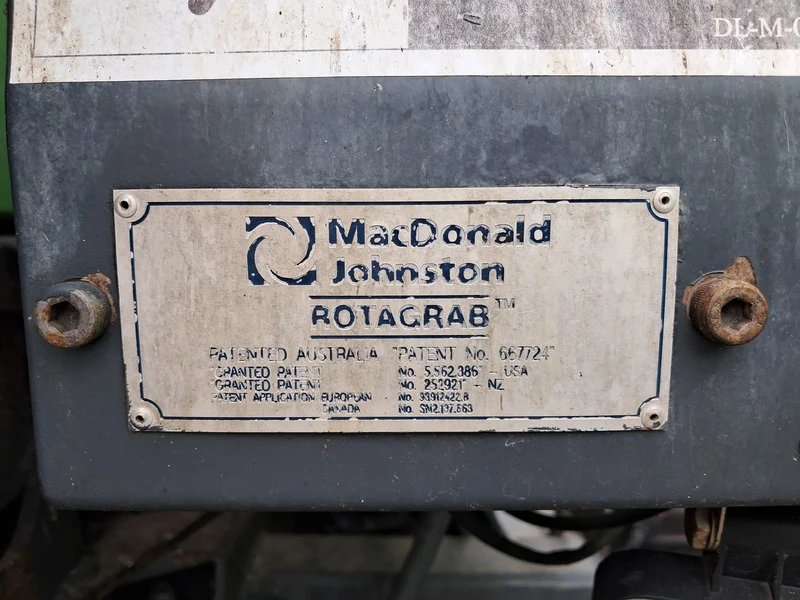 DL-M-0
MacDonald
Johnston
ROTAGRAB™
PATENTED AUSTRALIA "PATENT No. 667724"
"GRANTED PATENT No. 5,562,386" - USA
"GRANTED PATENT No. 252921" - NZ
PATENT APPLICATION EUROPEAN No. 93912422.8
CANADA No. SN2,137,663